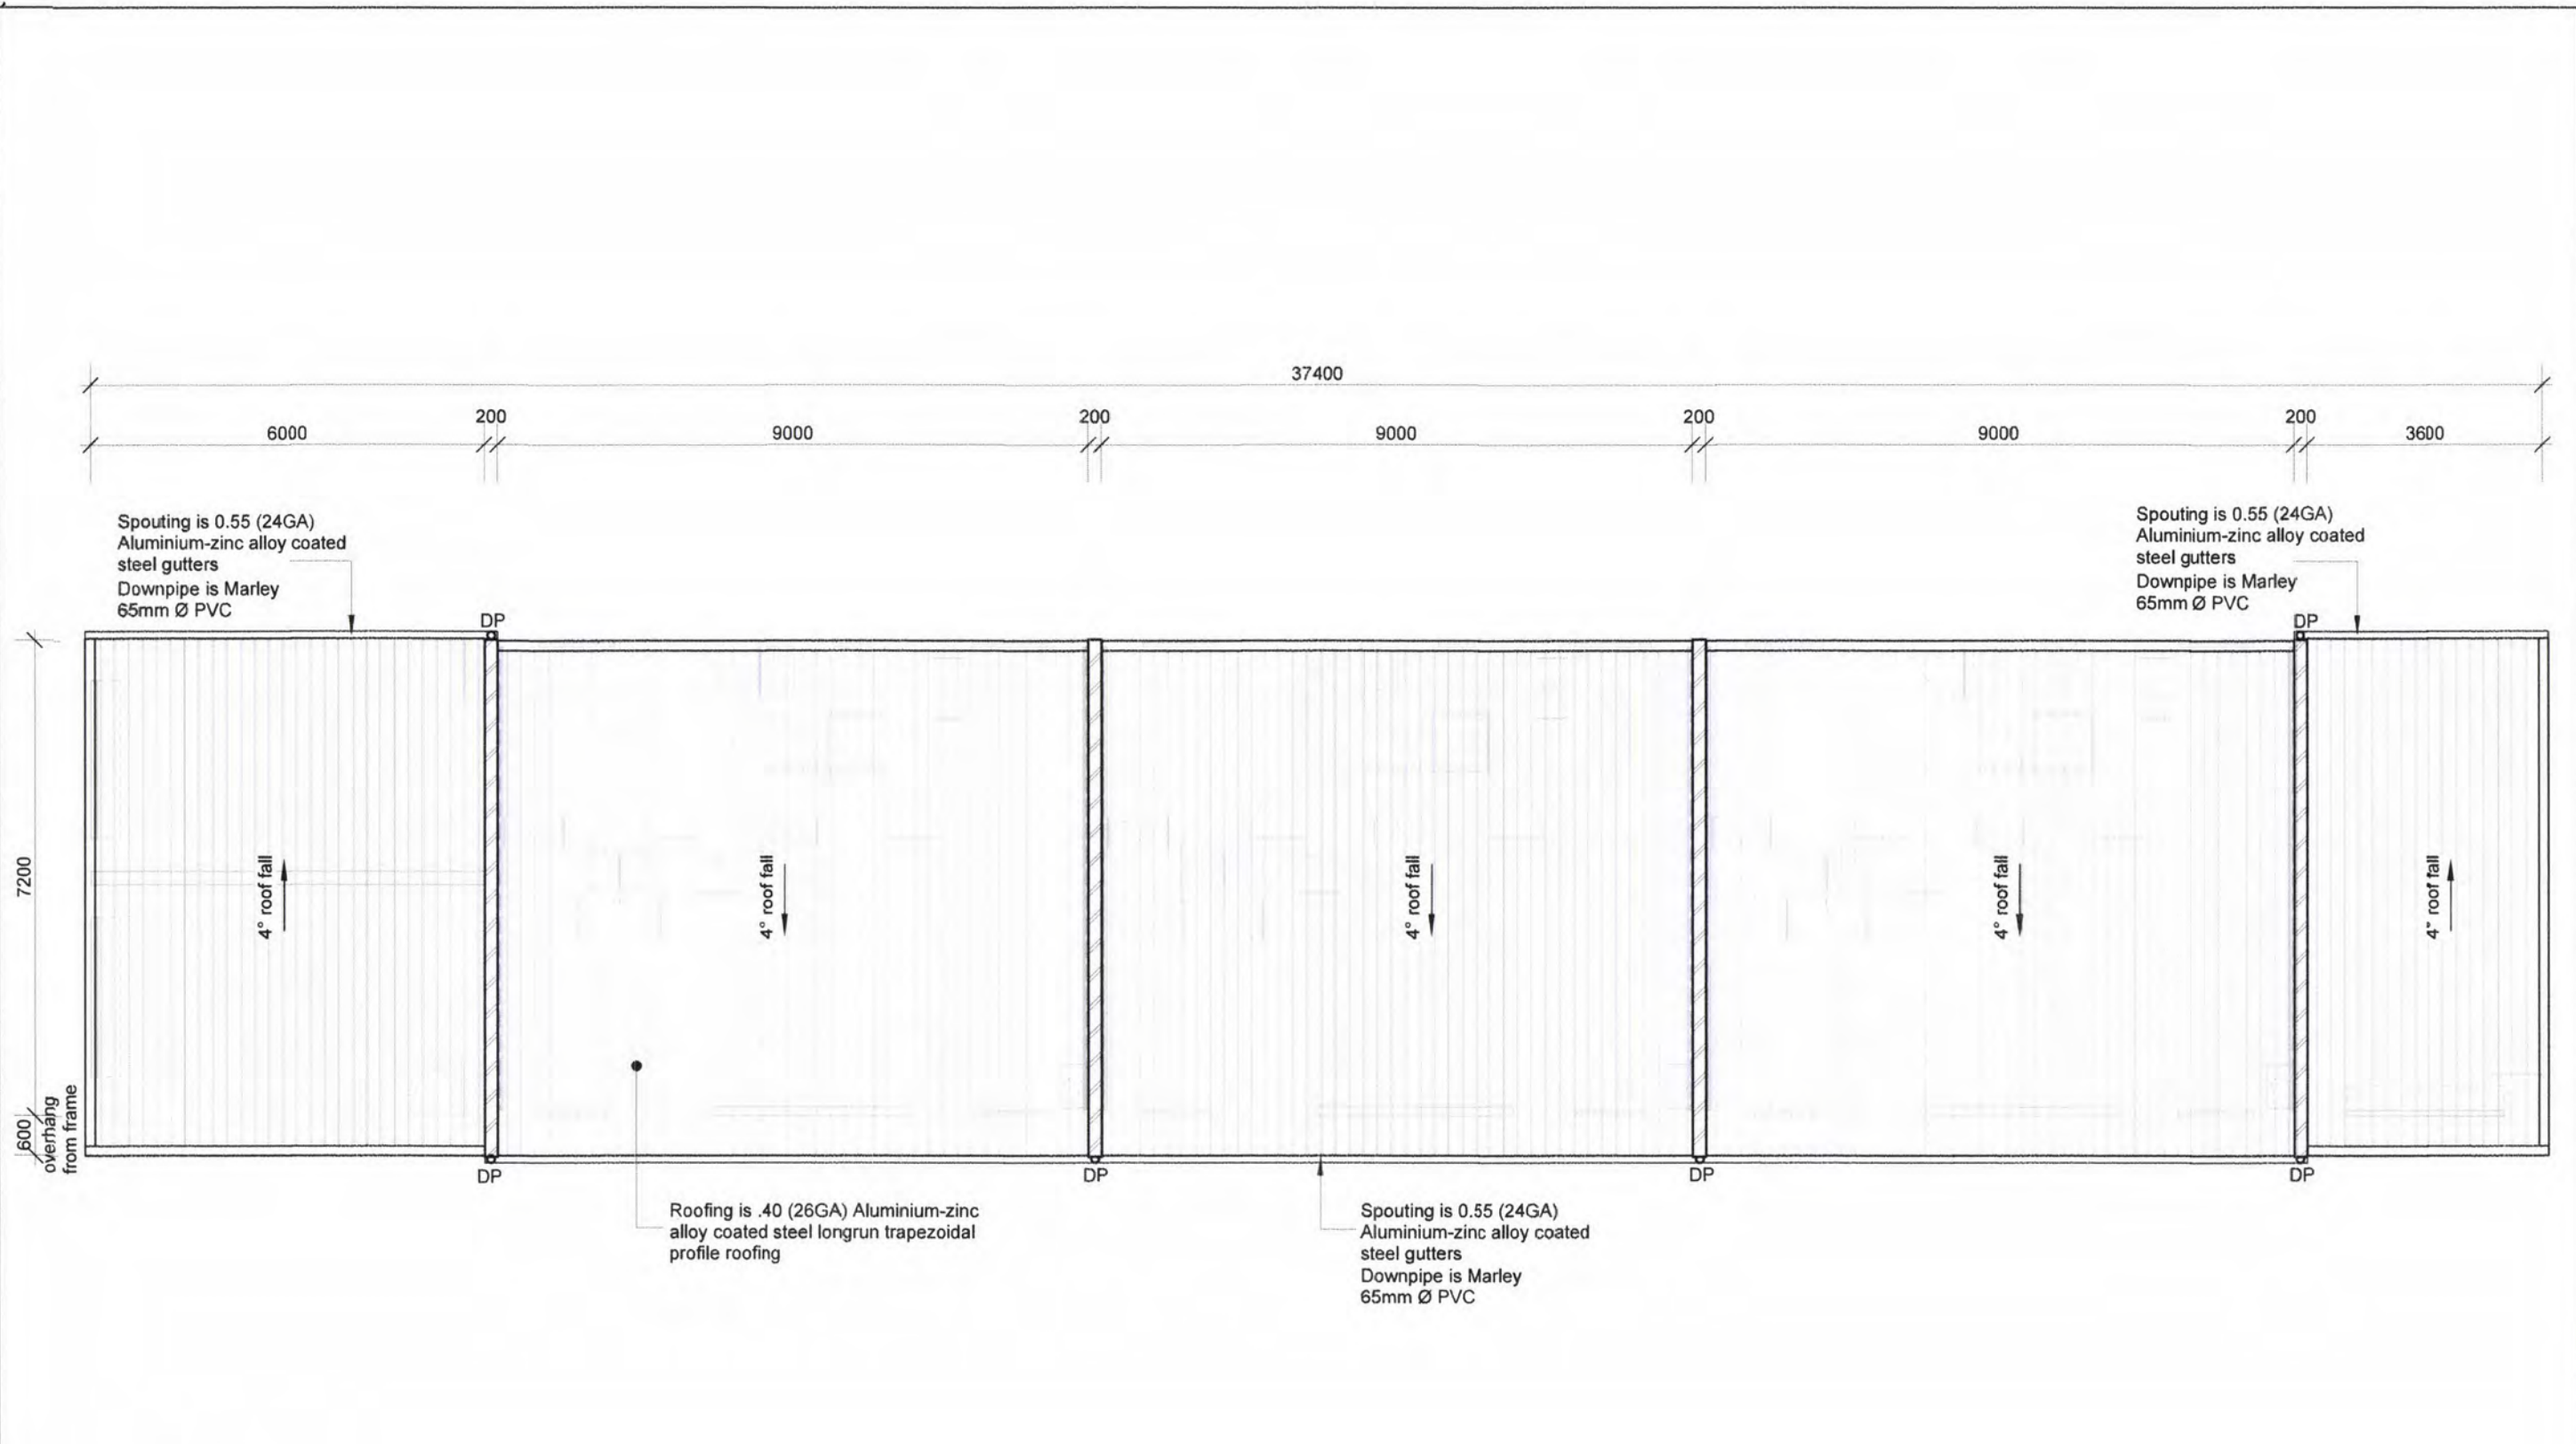 37400
200
200
200
200
6000
9000
9000
9000
3600
Spouting is 0.55 (24GA)
Aluminium-zinc alloy coated
steel gutters
Downpipe is Marley
65mm Ø PVC
Spouting is 0.55 (24GA)
Aluminium-zinc alloy coated
steel gutters
Downpipe is Marley
65mm Ø PVC
DP
DP
7200
4° roof fall
4° roof fall
4° roof fall
4° roof fall
4° roof fall
600
overhang
from frame
DP
DP
DP
DP
Roofing is .40 (26GA) Aluminium-zinc
alloy coated steel longrun trapezoidal
profile roofing
Spouting is 0.55 (24GA)
Aluminium-zinc alloy coated
steel gutters
Downpipe is Marley
65mm Ø PVC